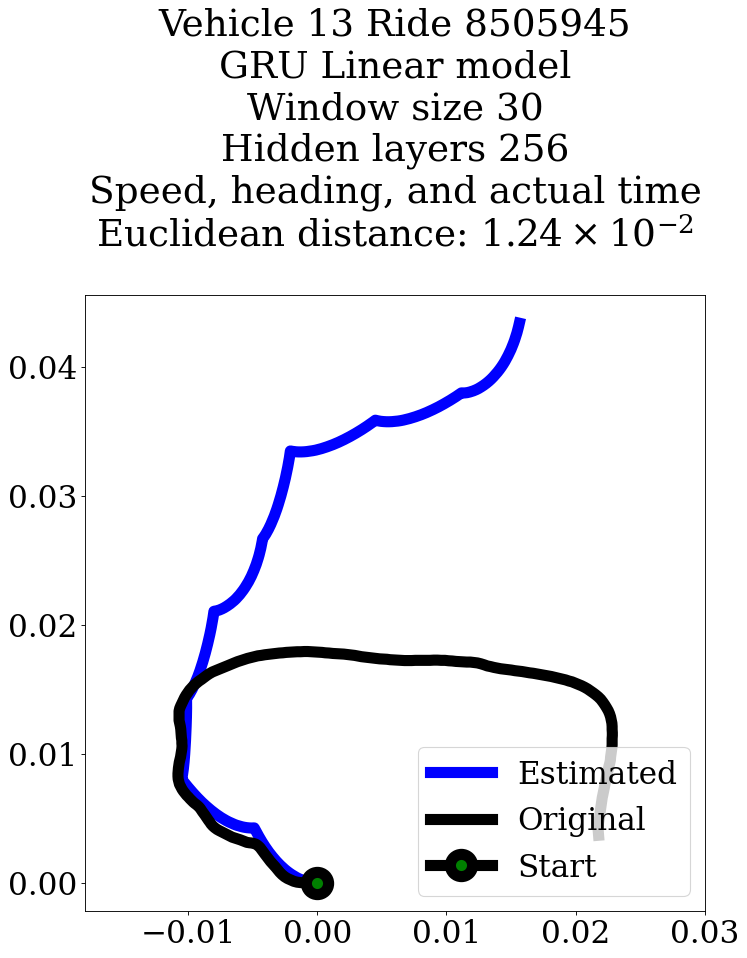 Vehicle 13 Ride 8505945
GRU Linear model
Window size 30
Hidden layers 256
Speed, heading, and actual time
Euclidean distance: 1.24 × 10⁻²
0.04
0.03
0.02
0.01
0.00
Estimated
Original
Start
−0.01 0.00 0.01 0.02 0.03